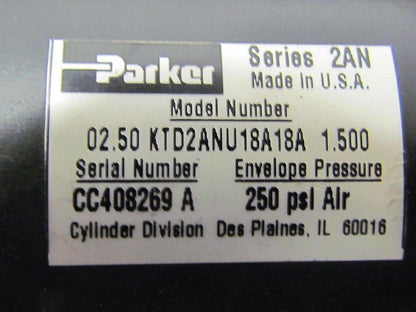 Parker Series 2AN
Made in U.S.A.
Model Number
02.50 KTD2ANU18A18A 1.500
Serial Number Envelope Pressure
CC408269 A 250 psi Air
Cylinder Division Des Plaines, IL 60016